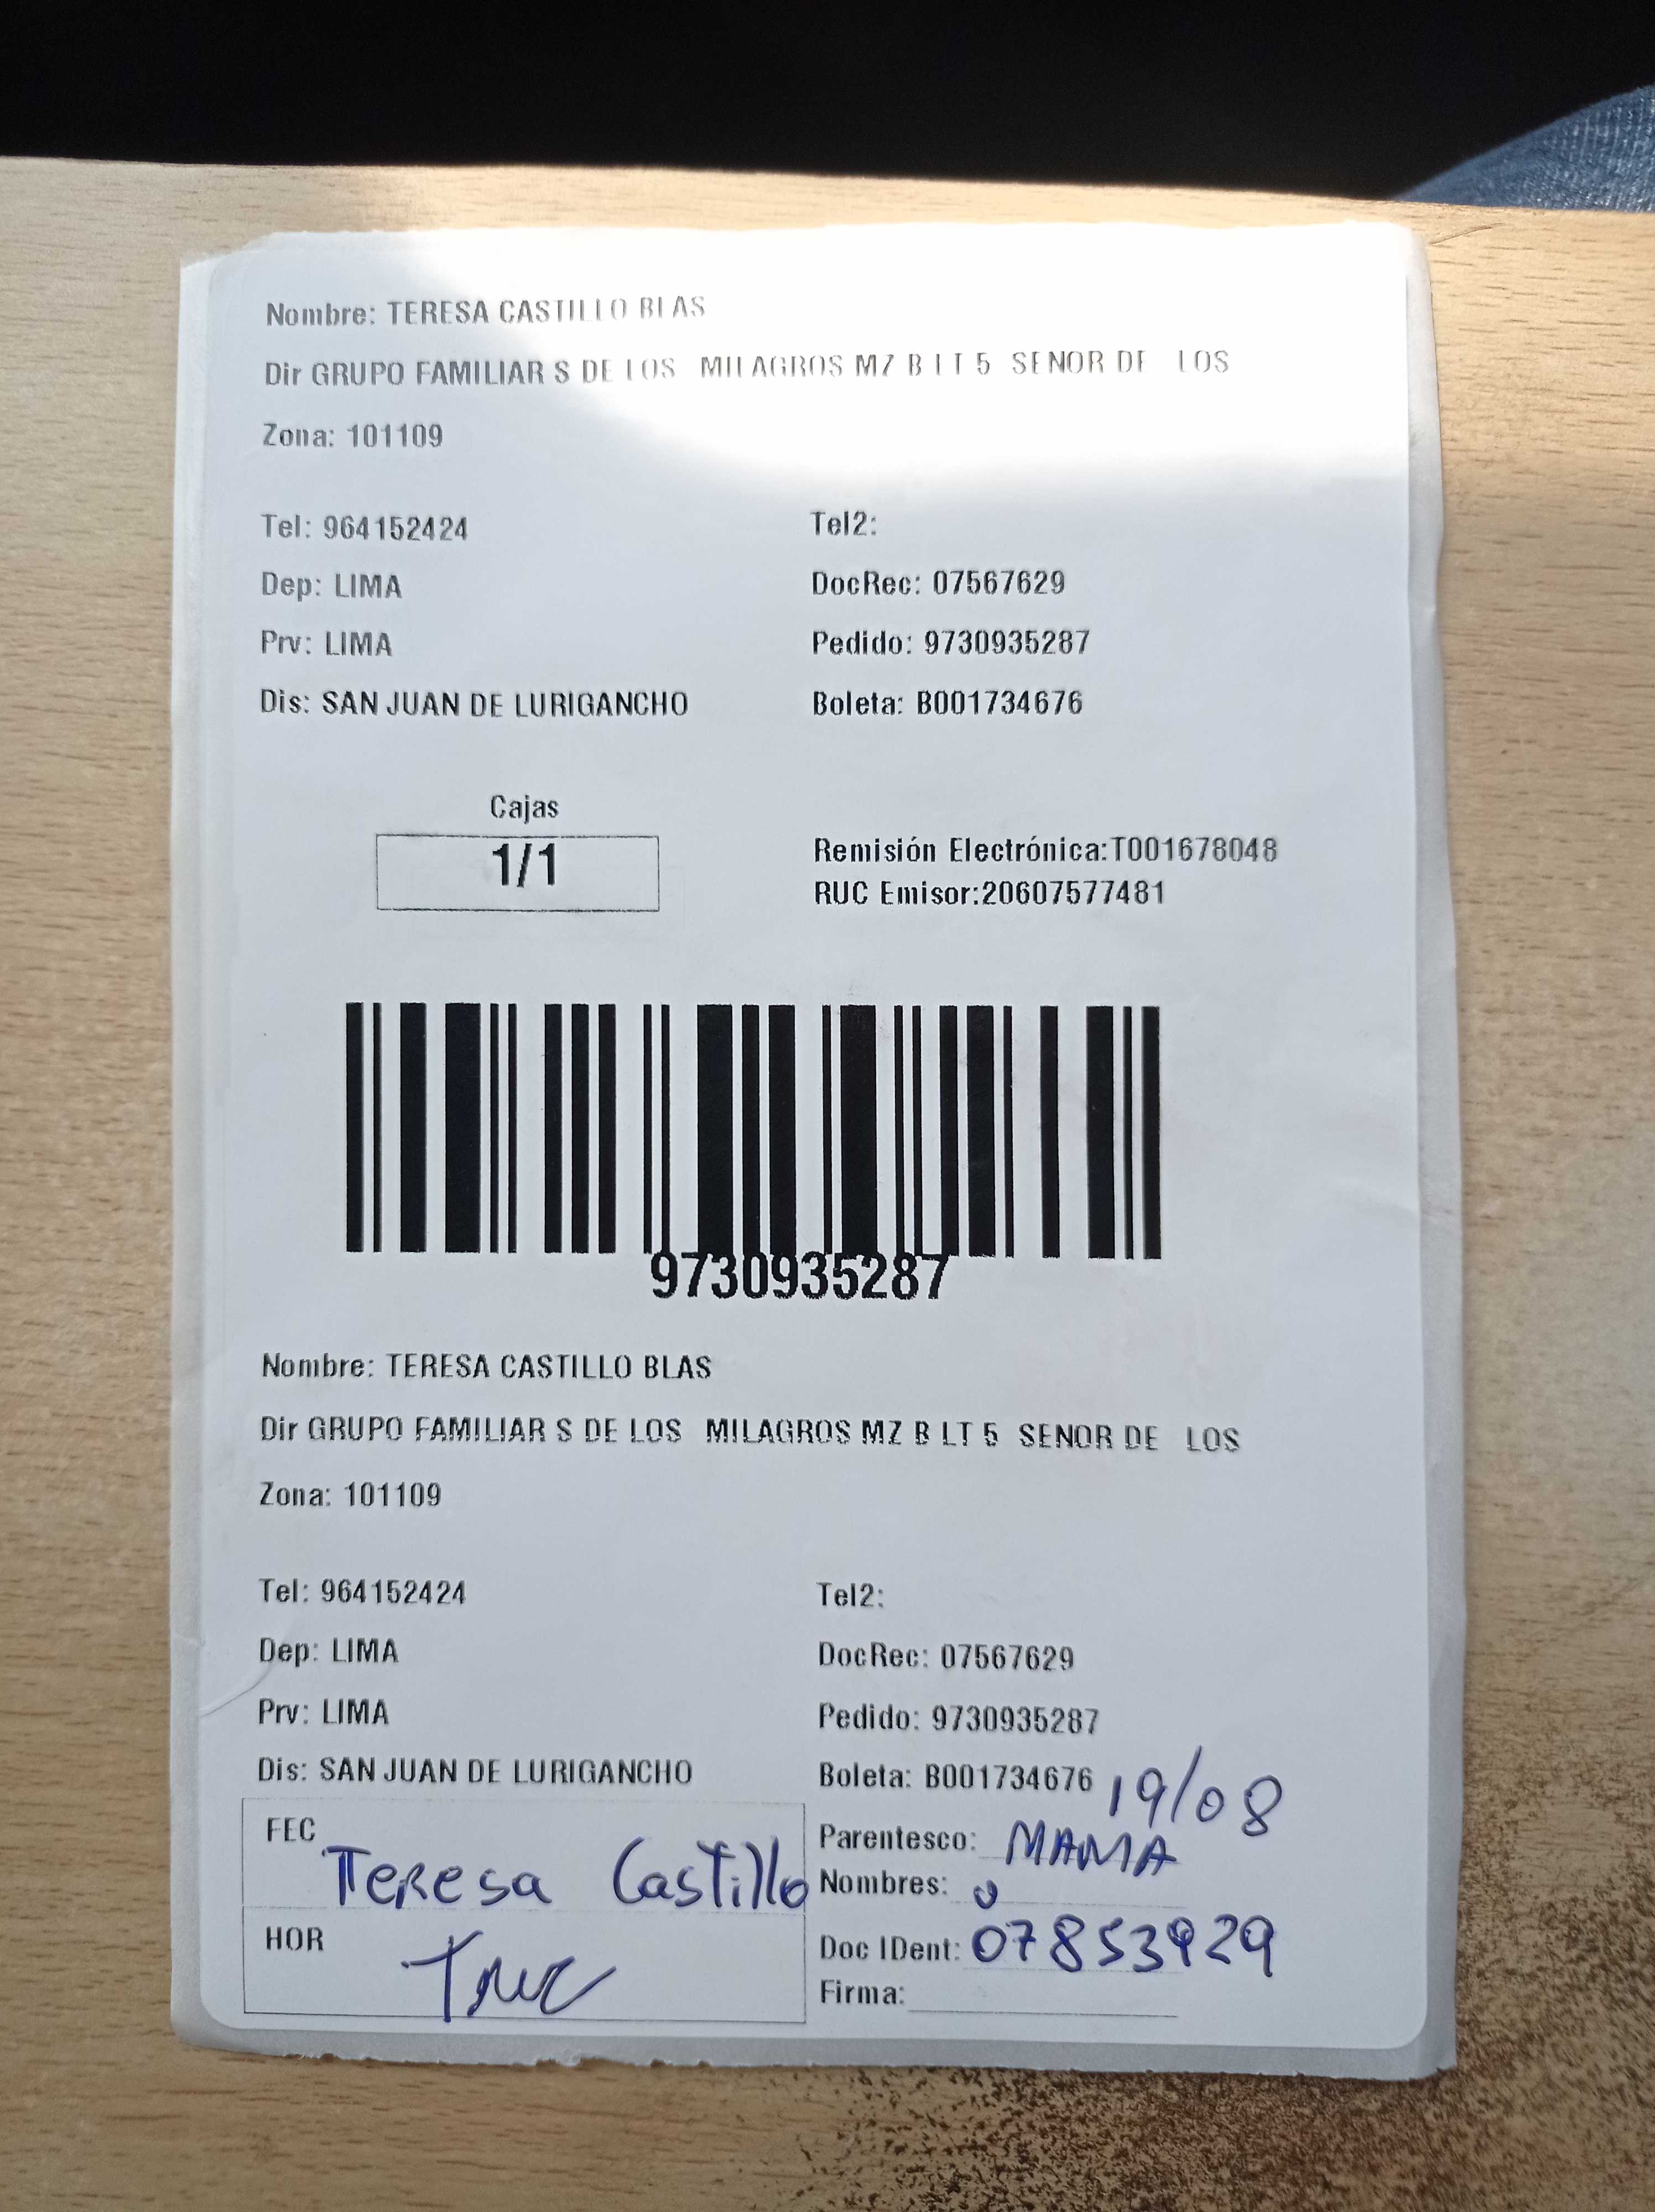 Nombre: TERESA CASTILLO BLAS
Dir GRUPO FAMILIAR S DE LOS MILAGROS MZ B LT 5 SENOR DE LOS
Zona: 101109
Tel: 964152424 Tel2:
Dep: LIMA DocRec: 07567629
Prv: LIMA Pedido: 9730935287
Dis: SAN JUAN DE LURIGANCHO Boleta: B001734676
Cajas
1/1
Remisión Electrónica:T001678048
RUC Emisor:20607577481
9730935287
Nombre: TERESA CASTILLO BLAS
Dir GRUPO FAMILIAR S DE LOS MILAGROS MZ B LT 5 SENOR DE LOS
Zona: 101109
Tel: 964152424 Tel2:
Dep: LIMA DocRec: 07567629
Prv: LIMA Pedido: 9730935287
Dis: SAN JUAN DE LURIGANCHO Boleta: B001734676 19/08
FEC Parentesco: MAMA
Teresa Castillo Nombres:
HOR Doc IDent: 07853929
Firma: